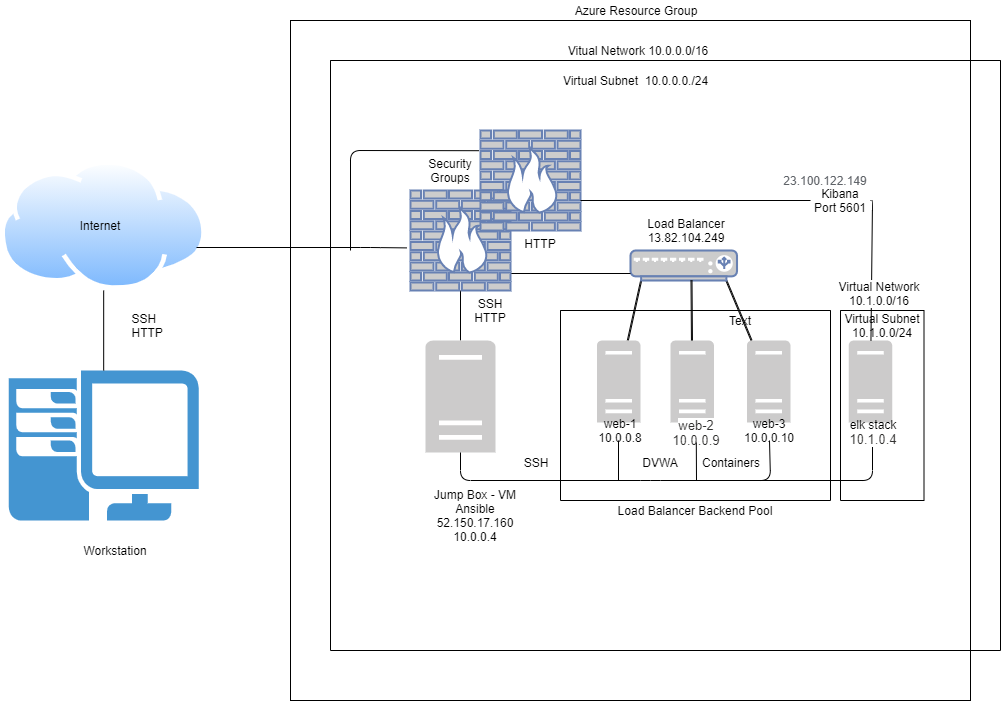 Azure Resource Group
Vitual Network 10.0.0.0/16
Virtual Subnet 10.0.0.0./24
Security
Groups
23.100.122.149
Kibana
Port 5601
Internet
HTTP
Load Balancer
13.82.104.249
SSH
HTTP
SSH
HTTP
Virtual Network
10.1.0.0/16
Text
Virtual Subnet
10.1.0.0/24
web-1
10.0.0.8
web-2
10.0.0.9
web-3
10.0.0.10
elk stack
10.1.0.4
SSH
DVWA
Containers
Jump Box - VM
Ansible
52.150.17.160
10.0.0.4
Load Balancer Backend Pool
Workstation